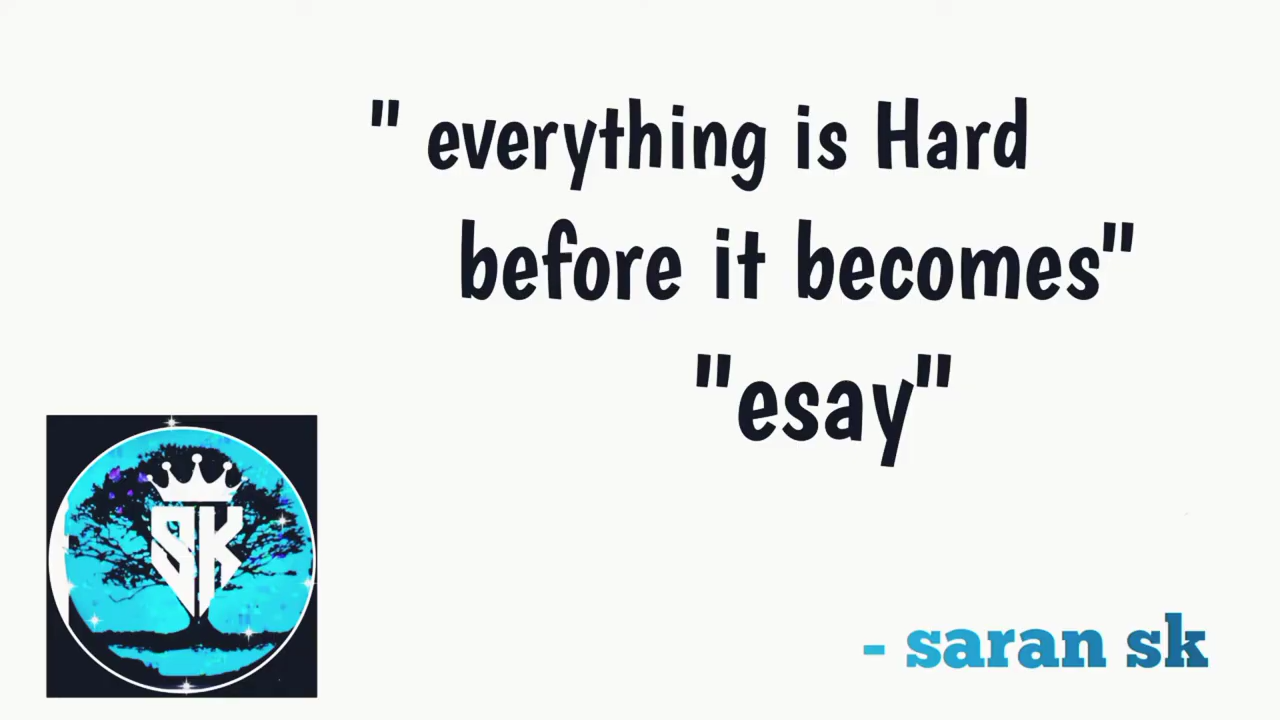 " everything is Hard
before it becomes"
"esay"
SK
- saran sk